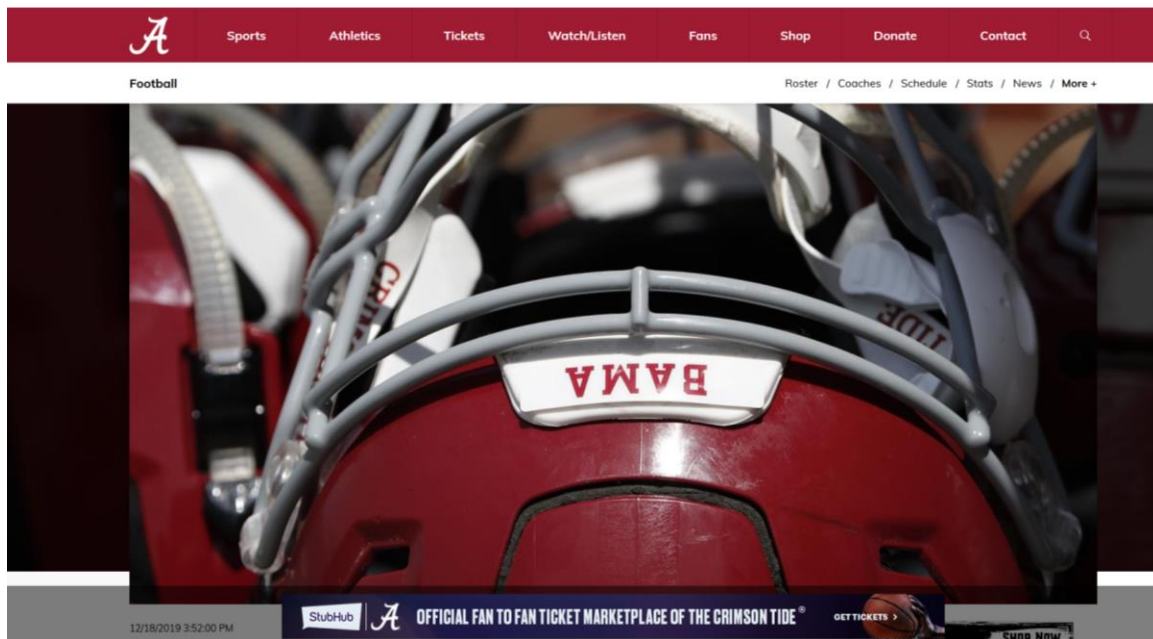 A Sports Athletics Tickets Watch/Listen Fans Shop Donate Contact
Football Roster / Coaches / Schedule / Stats / News / More +
TIDE
BAMA
StubHub A OFFICIAL FAN TO FAN TICKET MARKETPLACE OF THE CRIMSON TIDE® GET TICKETS >
12/18/2019 3:52:00 PM
SHOP NOW